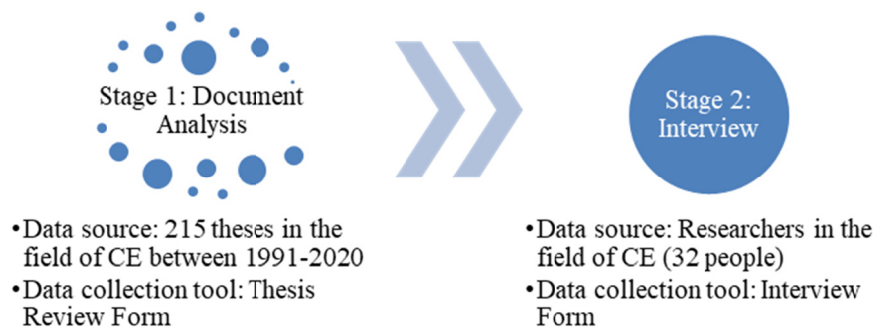 Stage 1: Document
Analysis
•Data source: 215 theses in the
field of CE between 1991-2020
•Data collection tool: Thesis
Review Form
Stage 2:
Interview
•Data source: Researchers in the
field of CE (32 people)
•Data collection tool: Interview
Form